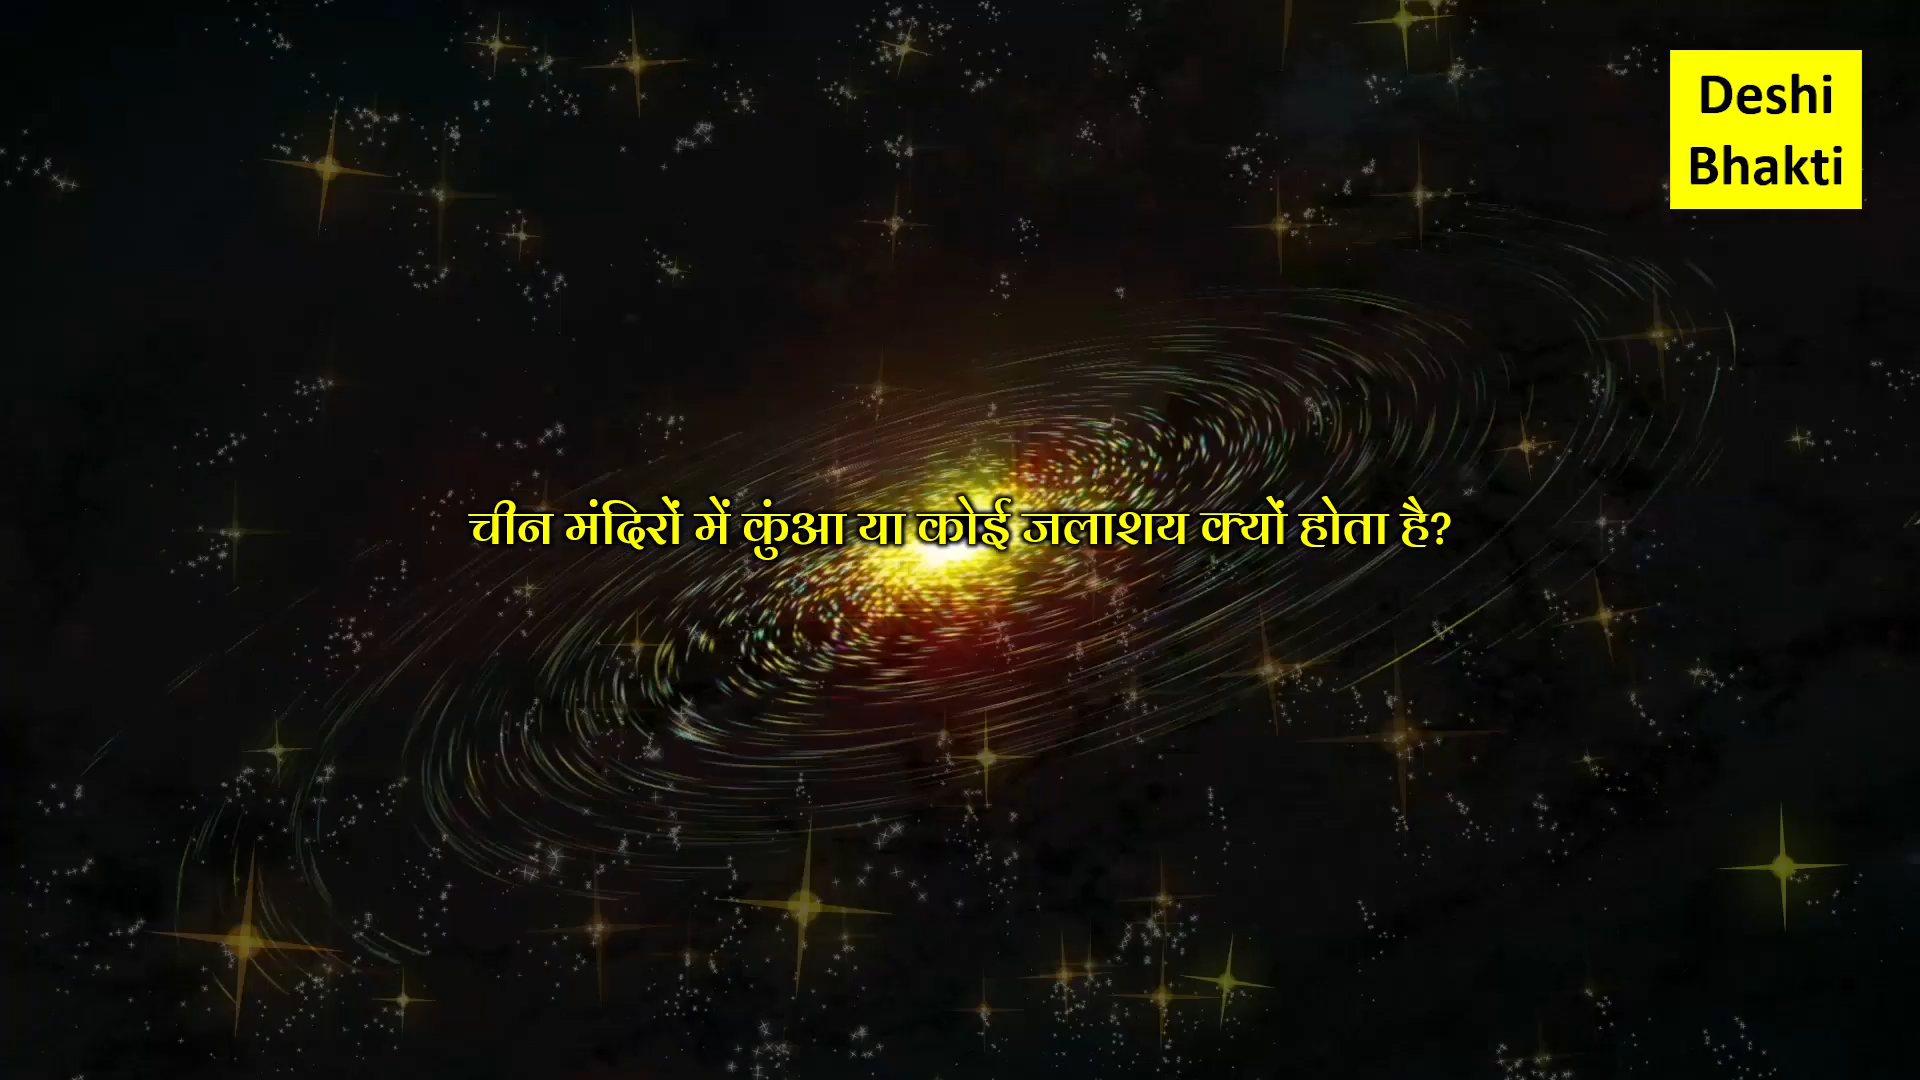 Deshi
Bhakti
चीन मंदिरों में कुंआ या कोई जलाशय क्यों होता है?